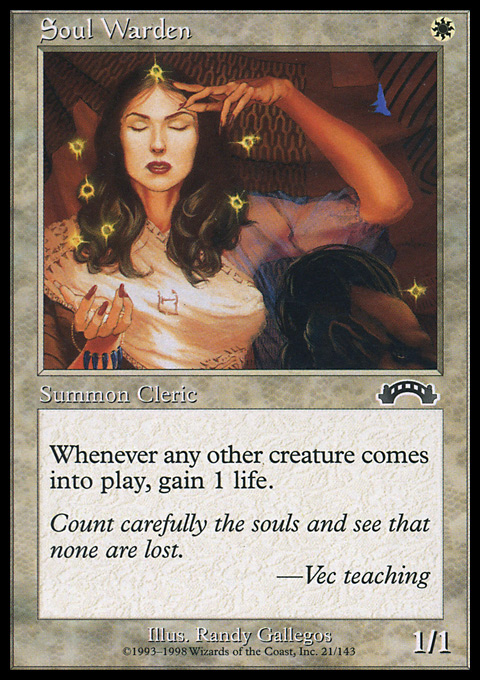 Soul Warden
Summon Cleric
Whenever any other creature comes
into play, gain 1 life.
Count carefully the souls and see that
none are lost.
—Vec teaching
Illus. Randy Gallegos
©1993–1998 Wizards of the Coast, Inc. 21/143
1/1